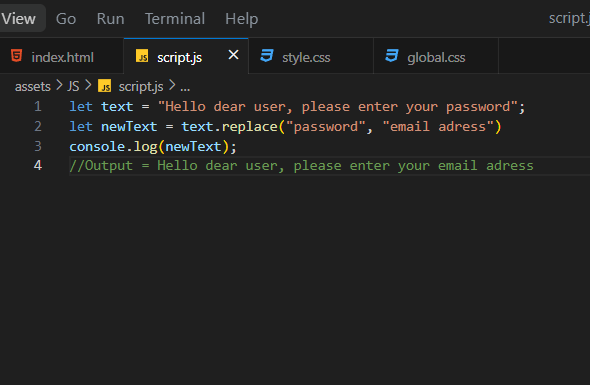 View Go Run Terminal Help script.j
index.html script.js × style.css global.css
assets > JS > script.js > ...
1 let text = "Hello dear user, please enter your password";
2 let newText = text.replace("password", "email adress")
3 console.log(newText);
4 //Output = Hello dear user, please enter your email adress